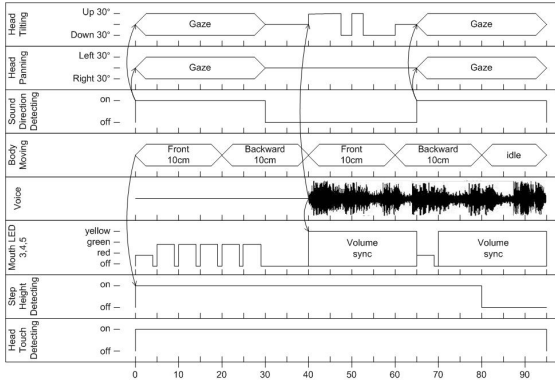 Head
Tilting
Up 30°
Down 30°
Gaze
Gaze
Head
Panning
Left 30°
Right 30°
Gaze
Gaze
Sound
Direction
Detecting
on
off
Body
Moving
Front
10cm
Backward
10cm
Front
10cm
Backward
10cm
idle
Voice
Mouth LED
3,4,5
yellow
green
red
off
Volume
sync
Volume
sync
Step
Height
Detecting
on
off
Head
Touch
Detecting
on
off
0 10 20 30 40 50 60 70 80 90